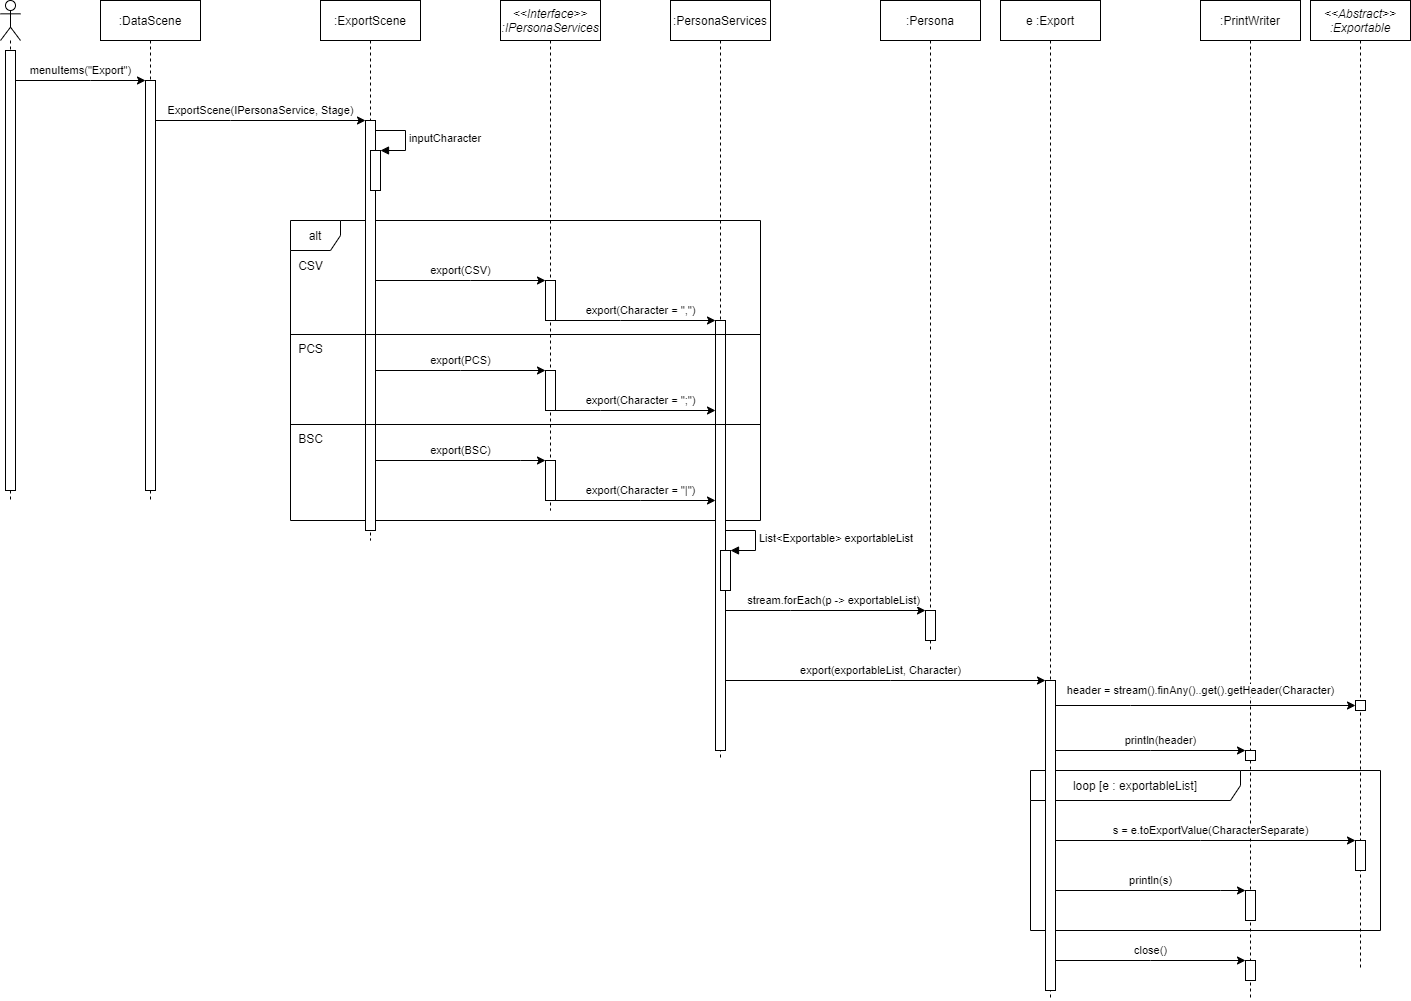 :DataScene
:ExportScene
<<Interface>>
:IPersonaServices
:PersonaServices
:Persona
e :Export
:PrintWriter
<<Abstract>>
:Exportable
menuItems("Export")
ExportScene(IPersonaService, Stage)
inputCharacter
alt
CSV
export(CSV)
export(Character = ",")
PCS
export(PCS)
export(Character = ";")
BSC
export(BSC)
export(Character = "|")
List<Exportable> exportableList
stream.forEach(p -> exportableList)
export(exportableList, Character)
header = stream().finAny()..get().getHeader(Character)
println(header)
loop [e : exportableList]
s = e.toExportValue(CharacterSeparate)
println(s)
close()